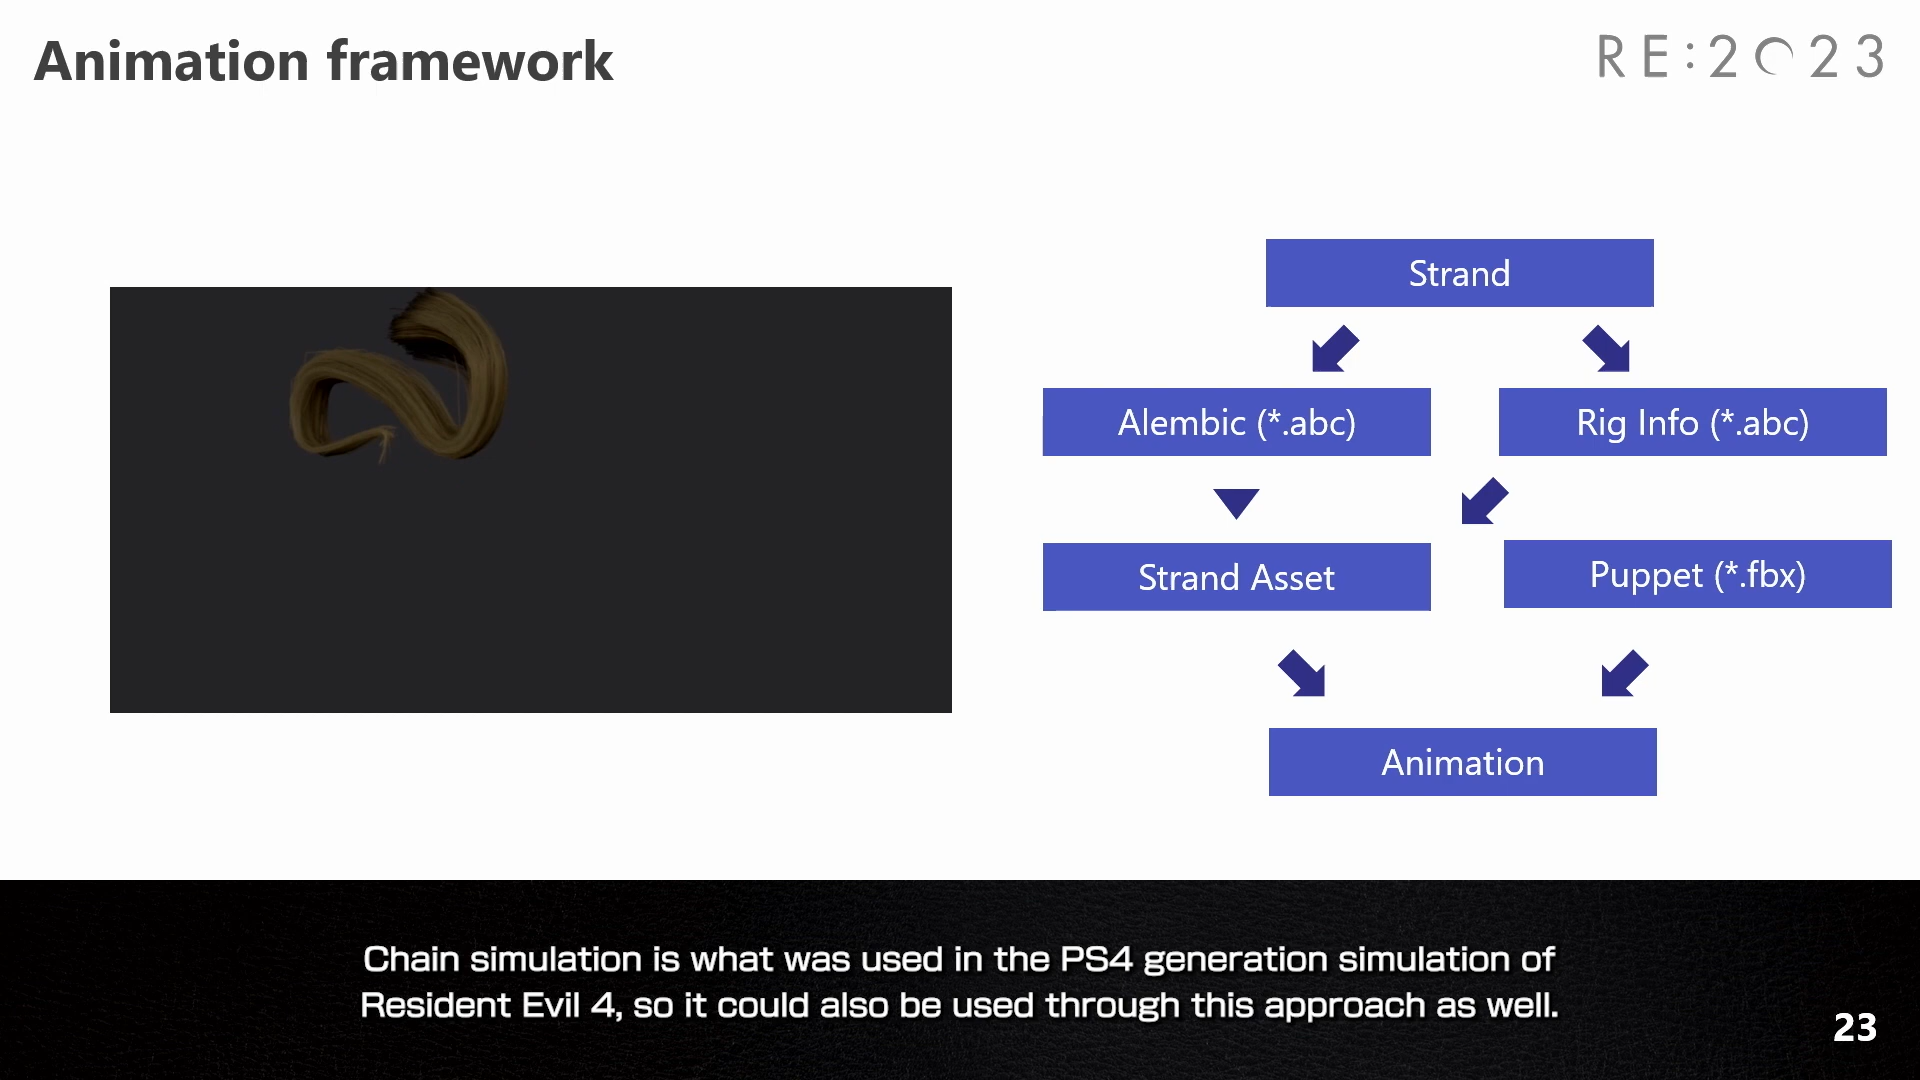 Animation framework
RE:2023
Strand
Alembic (*.abc)
Rig Info (*.abc)
Strand Asset
Puppet (*.fbx)
Animation
Chain simulation is what was used in the PS4 generation simulation of
Resident Evil 4, so it could also be used through this approach as well.
23